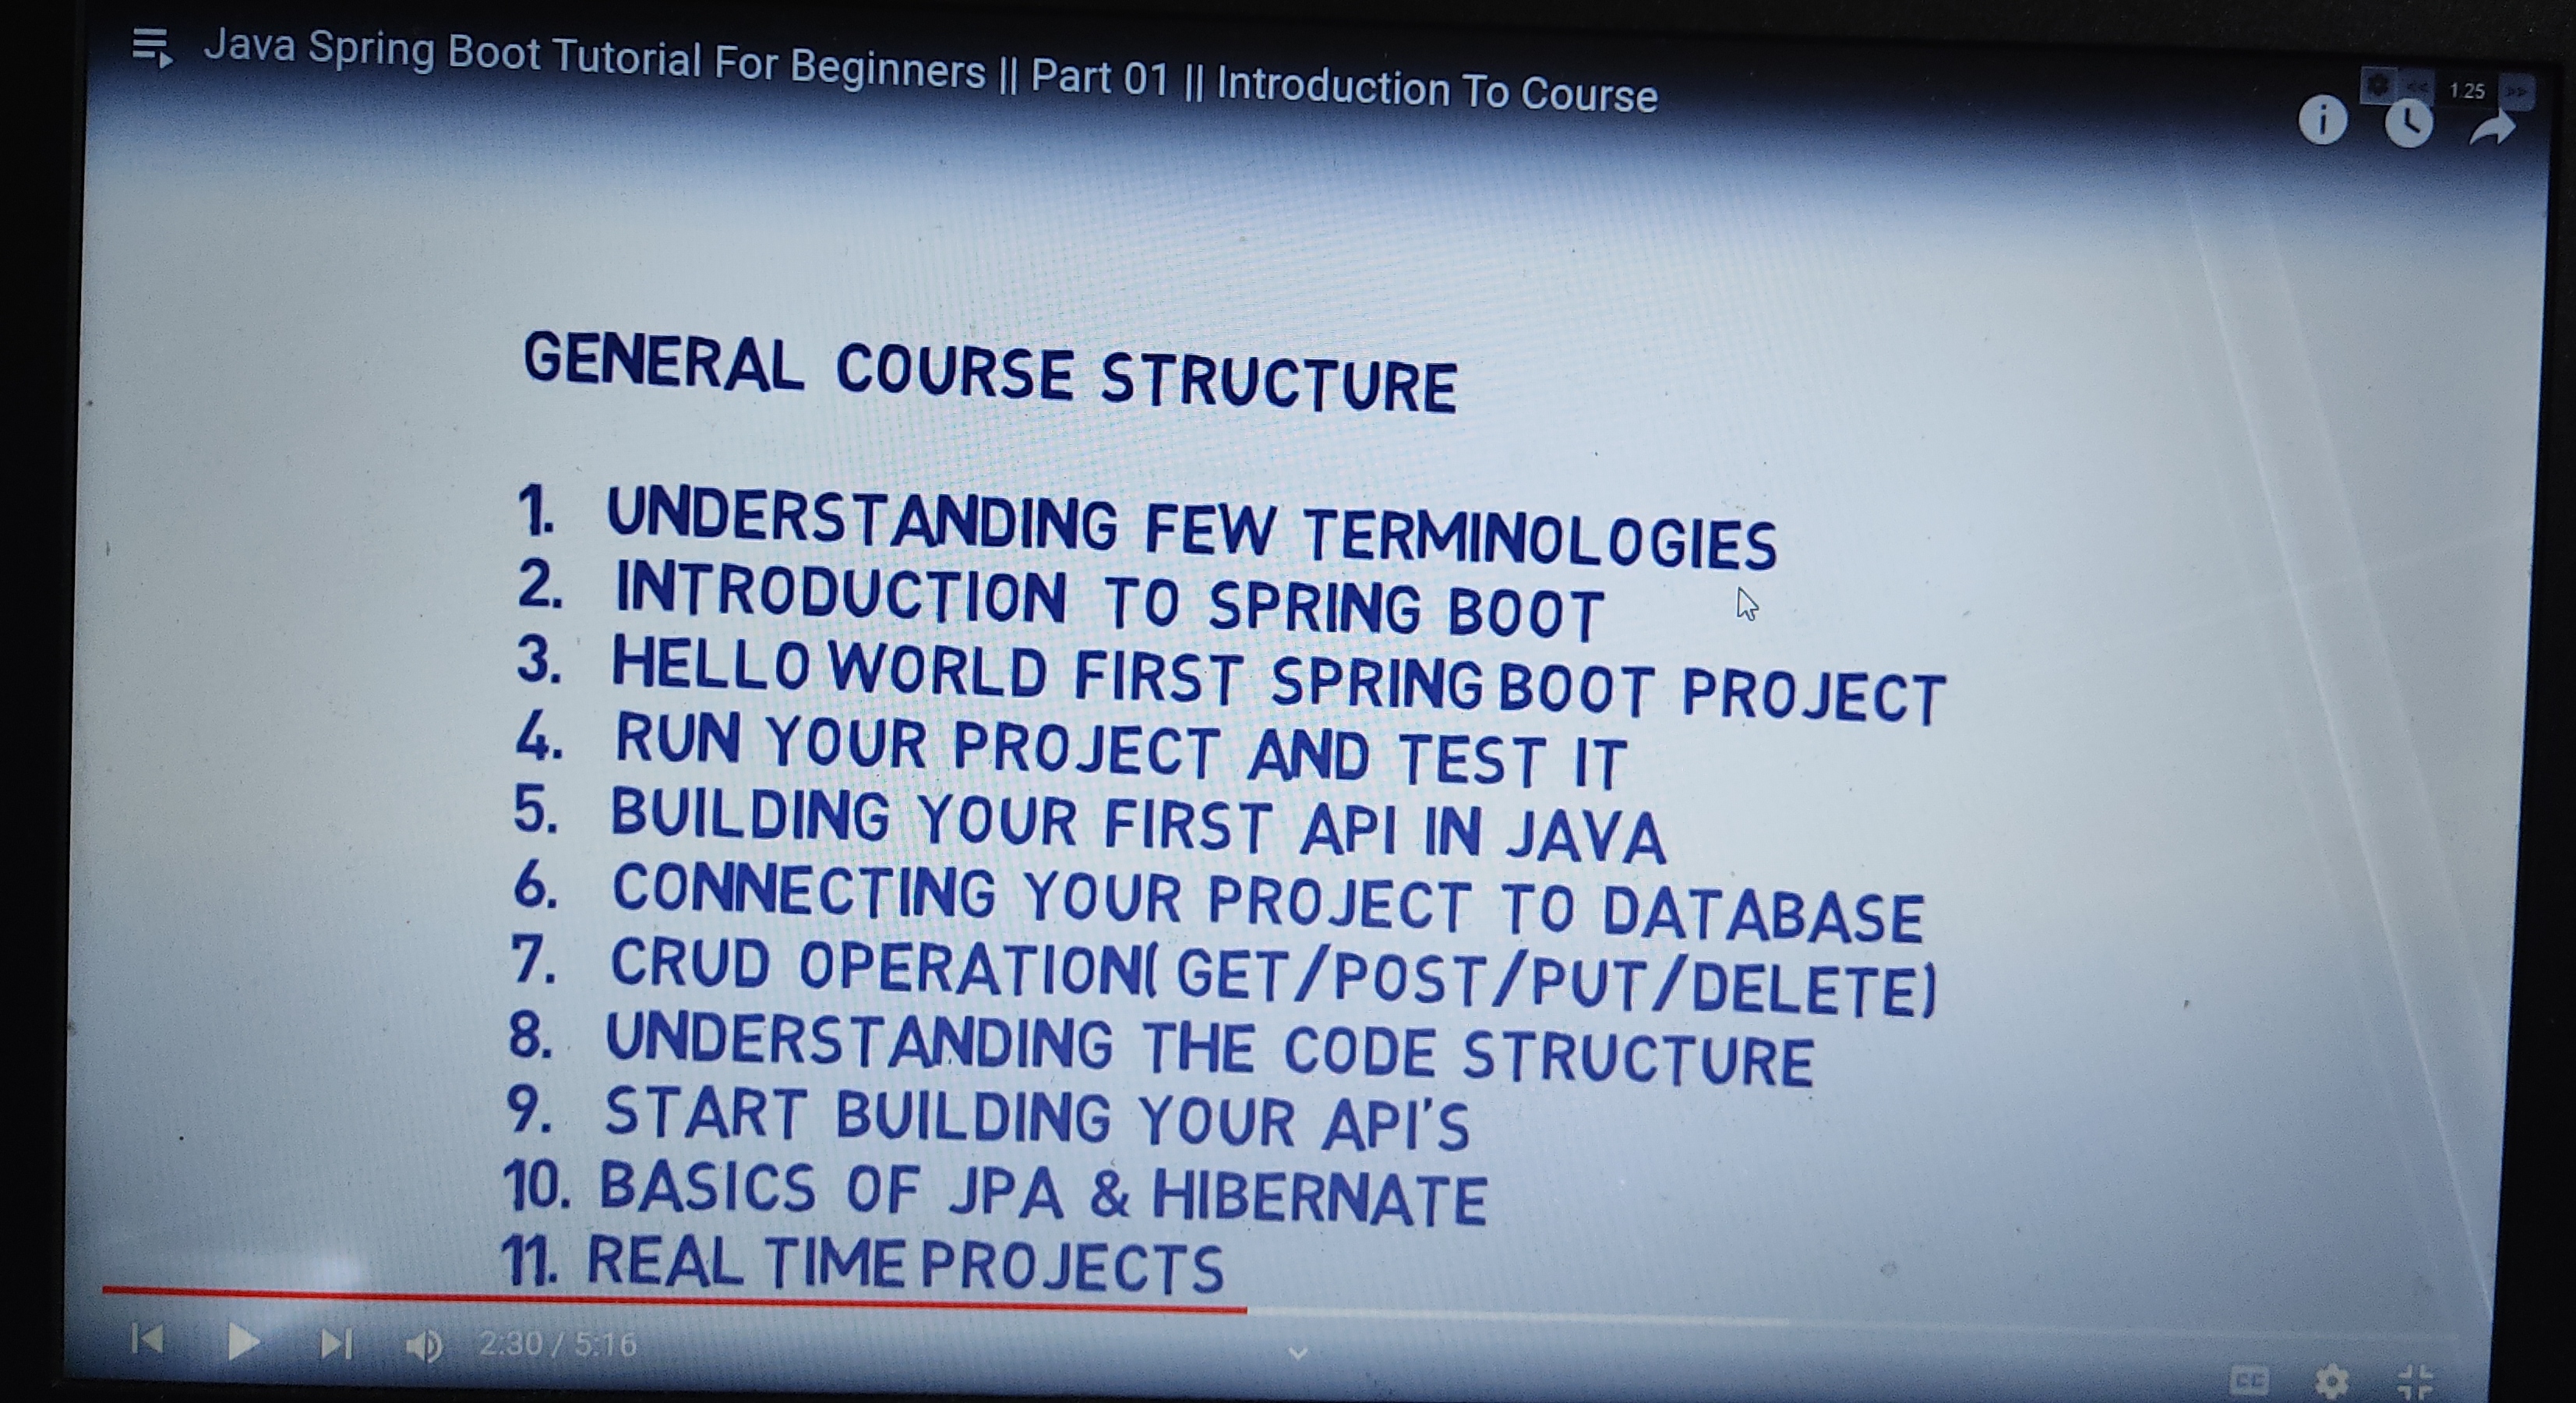 Java Spring Boot Tutorial For Beginners || Part 01 || Introduction To Course
1.25
GENERAL COURSE STRUCTURE
1. UNDERSTANDING FEW TERMINOLOGIES
2. INTRODUCTION TO SPRING BOOT
3. HELLO WORLD FIRST SPRING BOOT PROJECT
4. RUN YOUR PROJECT AND TEST IT
5. BUILDING YOUR FIRST API IN JAVA
6. CONNECTING YOUR PROJECT TO DATABASE
7. CRUD OPERATION( GET/POST/PUT/DELETE)
8. UNDERSTANDING THE CODE STRUCTURE
9. START BUILDING YOUR API'S
10. BASICS OF JPA & HIBERNATE
11. REAL TIME PROJECTS
2:30 / 5:16
CC